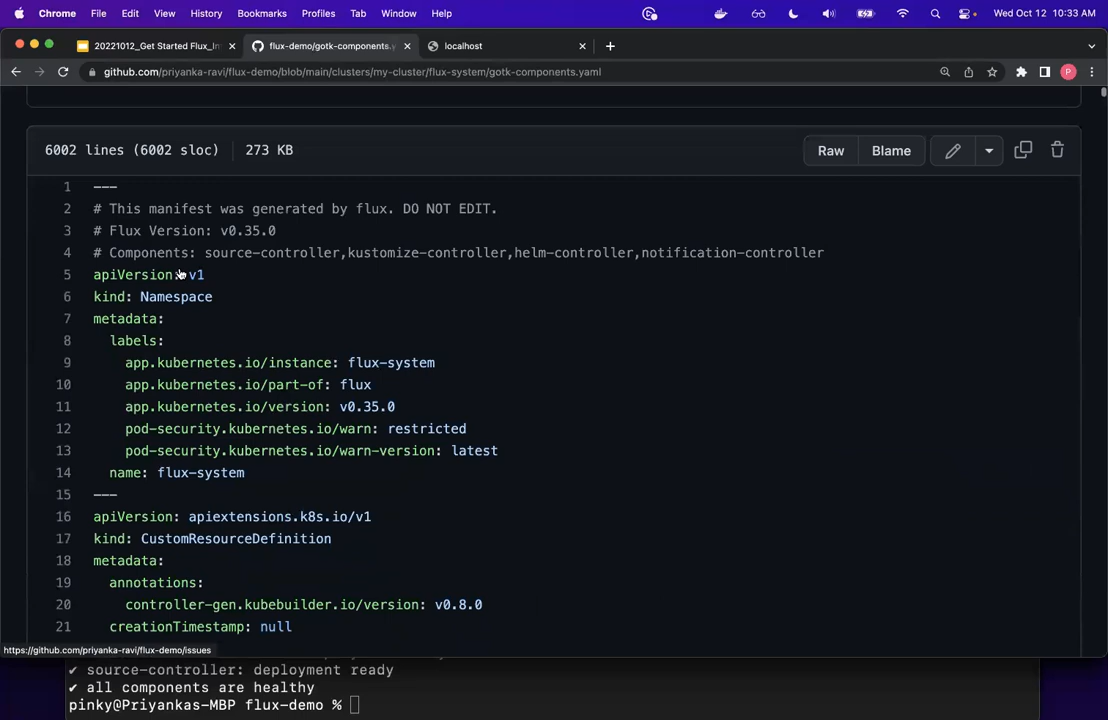 Chrome File Edit View History Bookmarks Profiles Tab Window Help Wed Oct 12 10:33 AM
20221012_Get Started Flux_In flux-demo/gotk-components.y localhost
github.com/priyanka-ravi/flux-demo/blob/main/clusters/my-cluster/flux-system/gotk-components.yaml P
6002 lines (6002 sloc) 273 KB Raw Blame
1 ---
2 # This manifest was generated by flux. DO NOT EDIT.
3 # Flux Version: v0.35.0
4 # Components: source-controller,kustomize-controller,helm-controller,notification-controller
5 apiVersion: v1
6 kind: Namespace
7 metadata:
8 labels:
9 app.kubernetes.io/instance: flux-system
10 app.kubernetes.io/part-of: flux
11 app.kubernetes.io/version: v0.35.0
12 pod-security.kubernetes.io/warn: restricted
13 pod-security.kubernetes.io/warn-version: latest
14 name: flux-system
15 ---
16 apiVersion: apiextensions.k8s.io/v1
17 kind: CustomResourceDefinition
18 metadata:
19 annotations:
20 controller-gen.kubebuilder.io/version: v0.8.0
21 creationTimestamp: null
https://github.com/priyanka-ravi/flux-demo/issues
✔ source-controller: deployment ready
✔ all components are healthy
pinky@Priyankas-MBP flux-demo %